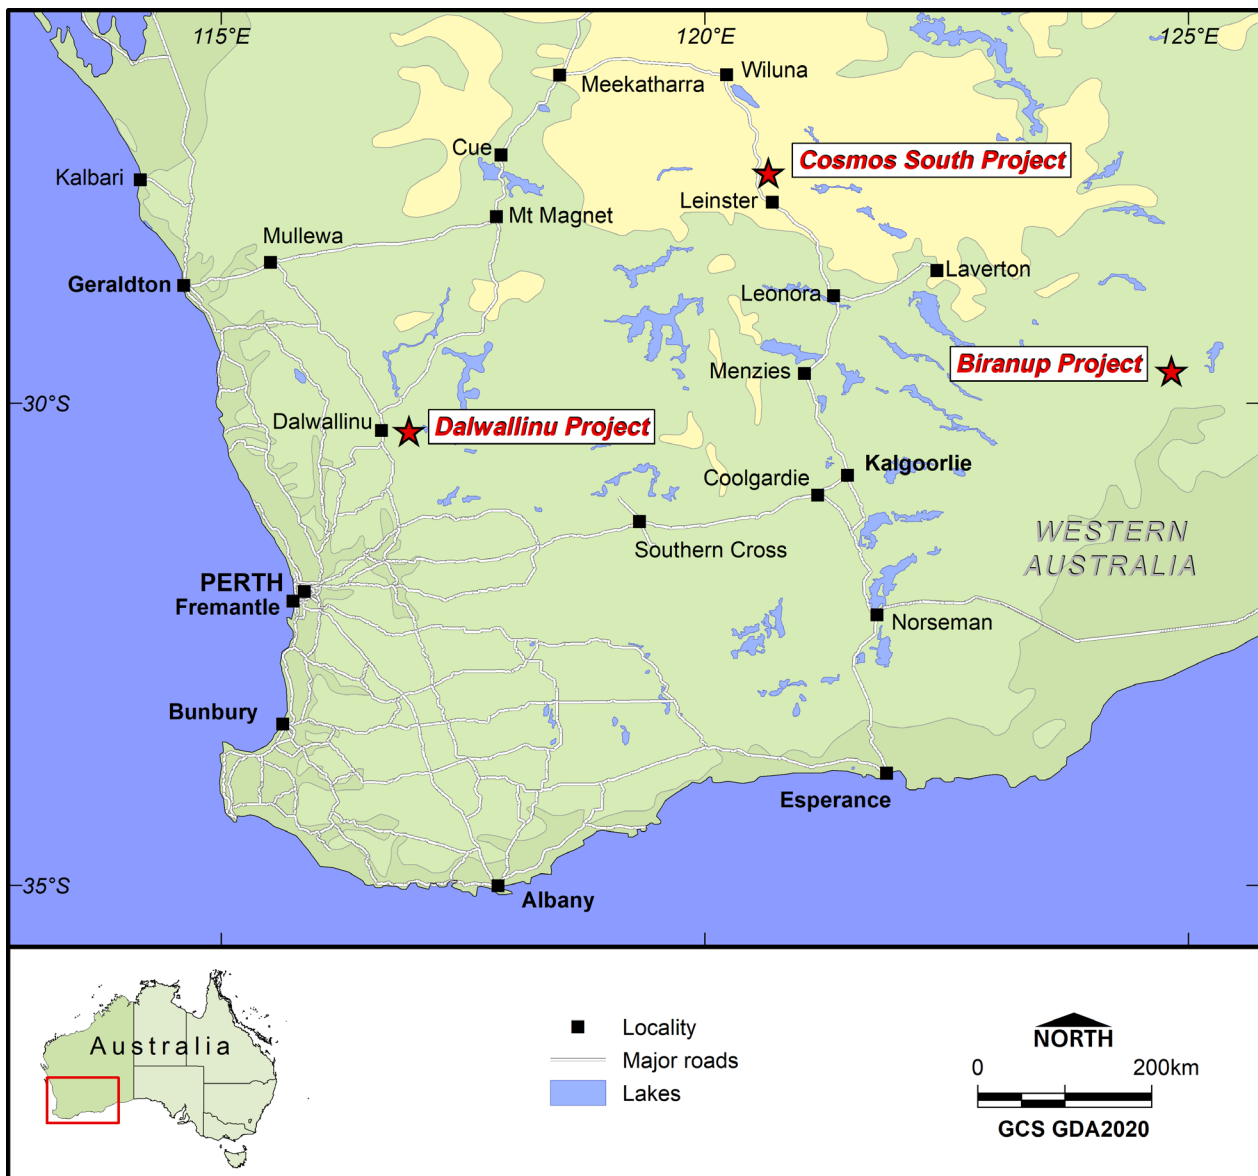 115°E
120°E
125°E
Meekatharra
Wiluna
Cue
Cosmos South Project
Kalbari
Leinster
Mt Magnet
Mullewa
Laverton
Geraldton
Leonora
Biranup Project
Menzies
30°S
Dalwallinu
Dalwallinu Project
Kalgoorlie
Coolgardie
WESTERN
AUSTRALIA
Southern Cross
PERTH
Fremantle
Norseman
Bunbury
Esperance
35°S
Albany
Australia
Locality
Major roads
Lakes
NORTH
0 200km
GCS GDA2020